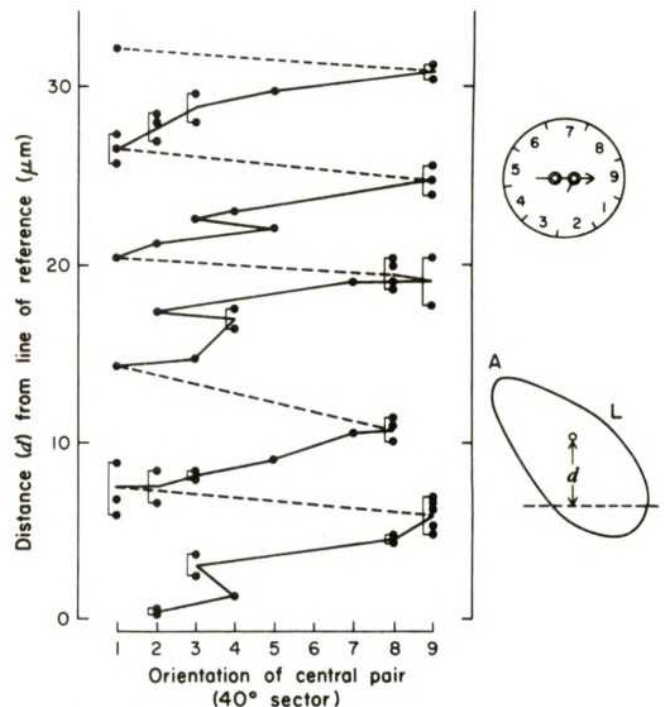 Distance (d) from line of reference (μm)
30
20
10
0
1 2 3 4 5 6 7 8 9
Orientation of central pair
(40° sector)
7
6 8
5 9
4 1
3 2
A
L
d